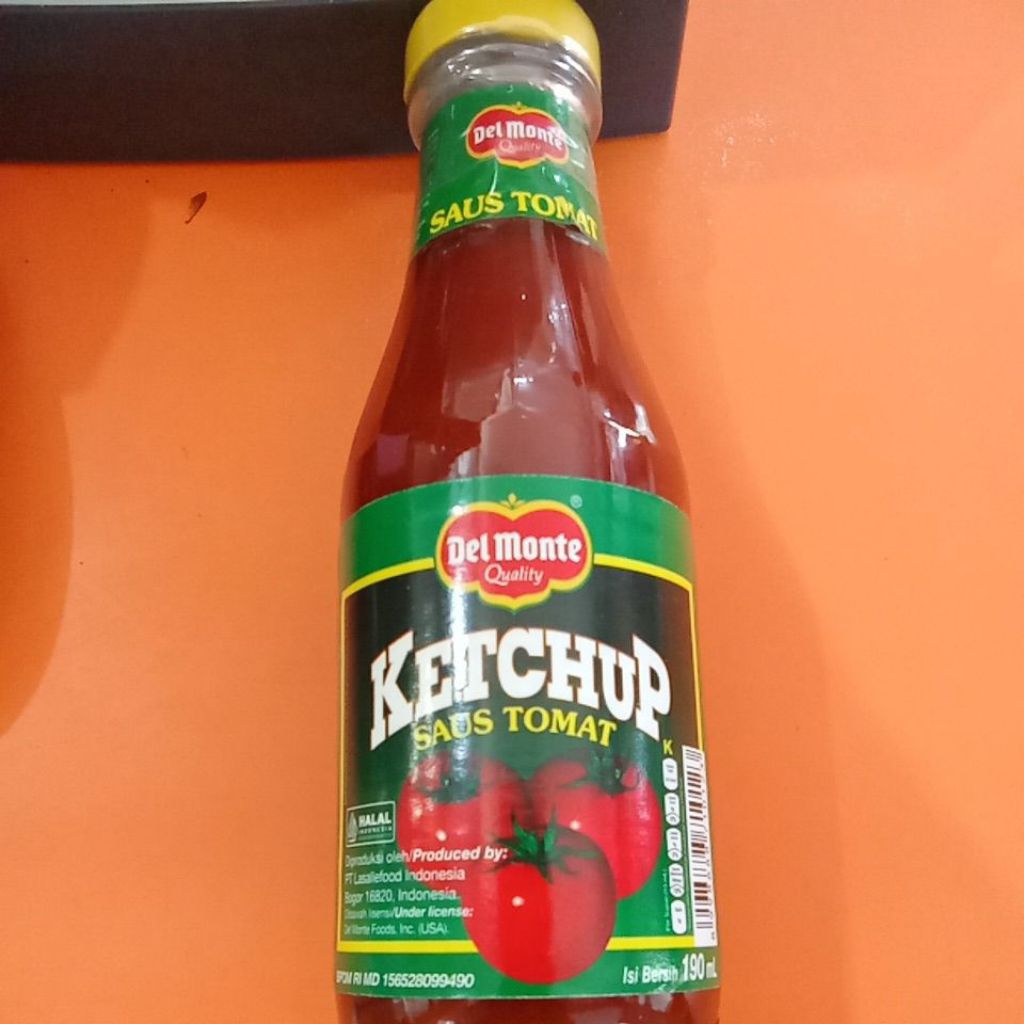 Del Monte
Quality
SAUS TOMAT
®
Del Monte
Quality
KETCHUP
SAUS TOMAT
K
HALAL
INDONESIA
Diproduksi oleh/Produced by:
PT Lasallefood Indonesia
Bogor 16820, Indonesia.
Dibawah lisensi/Under license:
Del Monte Foods, Inc. (USA).
BPOM RI MD 156528099490
Isi Bersih 190 mL